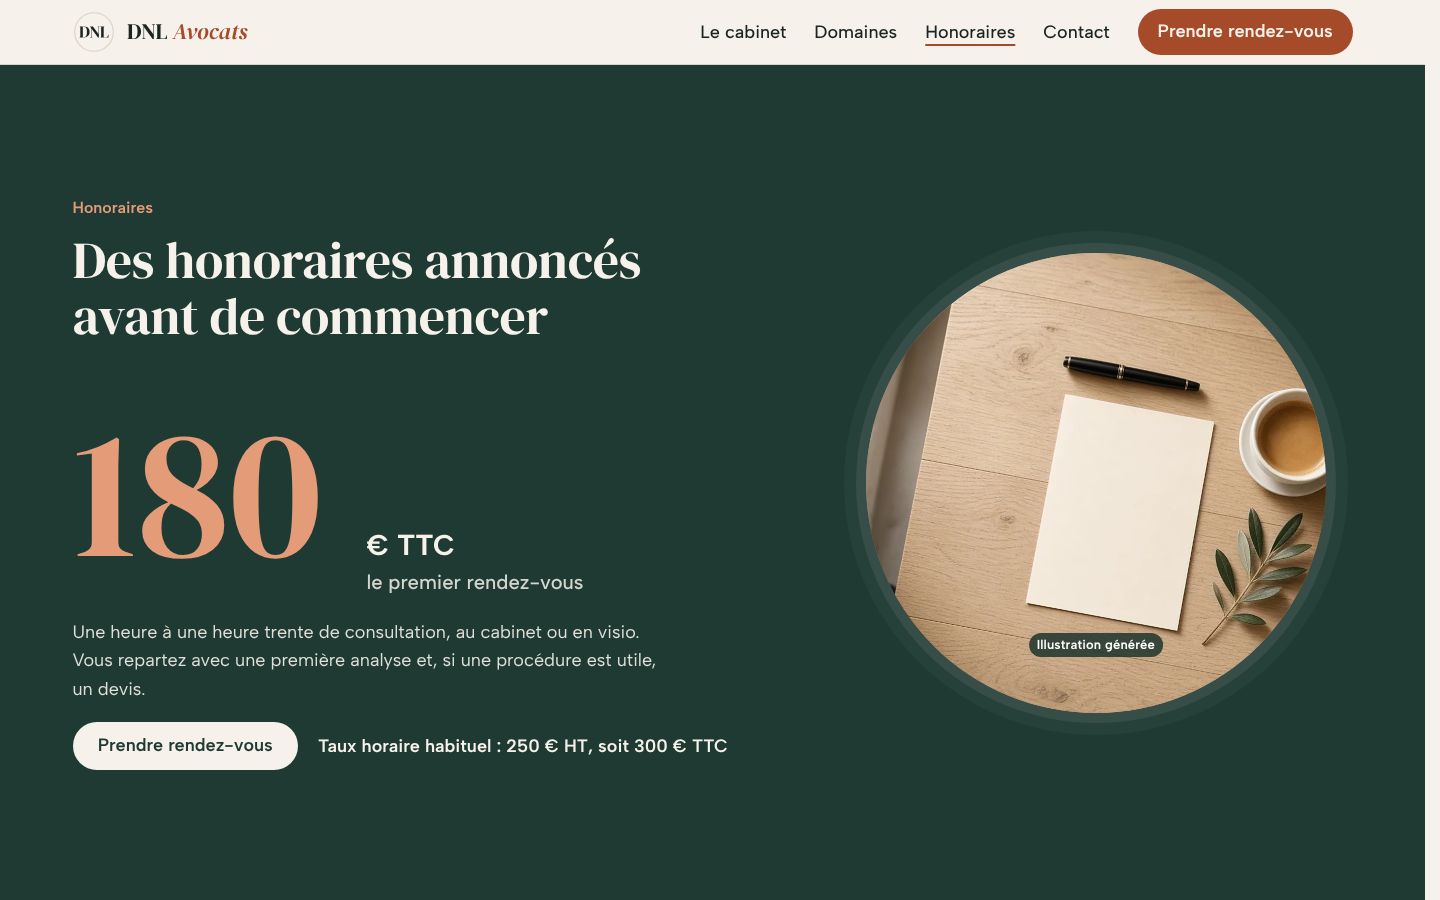 DNL
DNL Avocats
Le cabinet
Domaines
Honoraires
Contact
Prendre rendez-vous
Honoraires
Des honoraires annoncés
avant de commencer
180
€ TTC
le premier rendez-vous
Une heure à une heure trente de consultation, au cabinet ou en visio.
Vous repartez avec une première analyse et, si une procédure est utile,
un devis.
Prendre rendez-vous
Taux horaire habituel : 250 € HT, soit 300 € TTC
Illustration générée